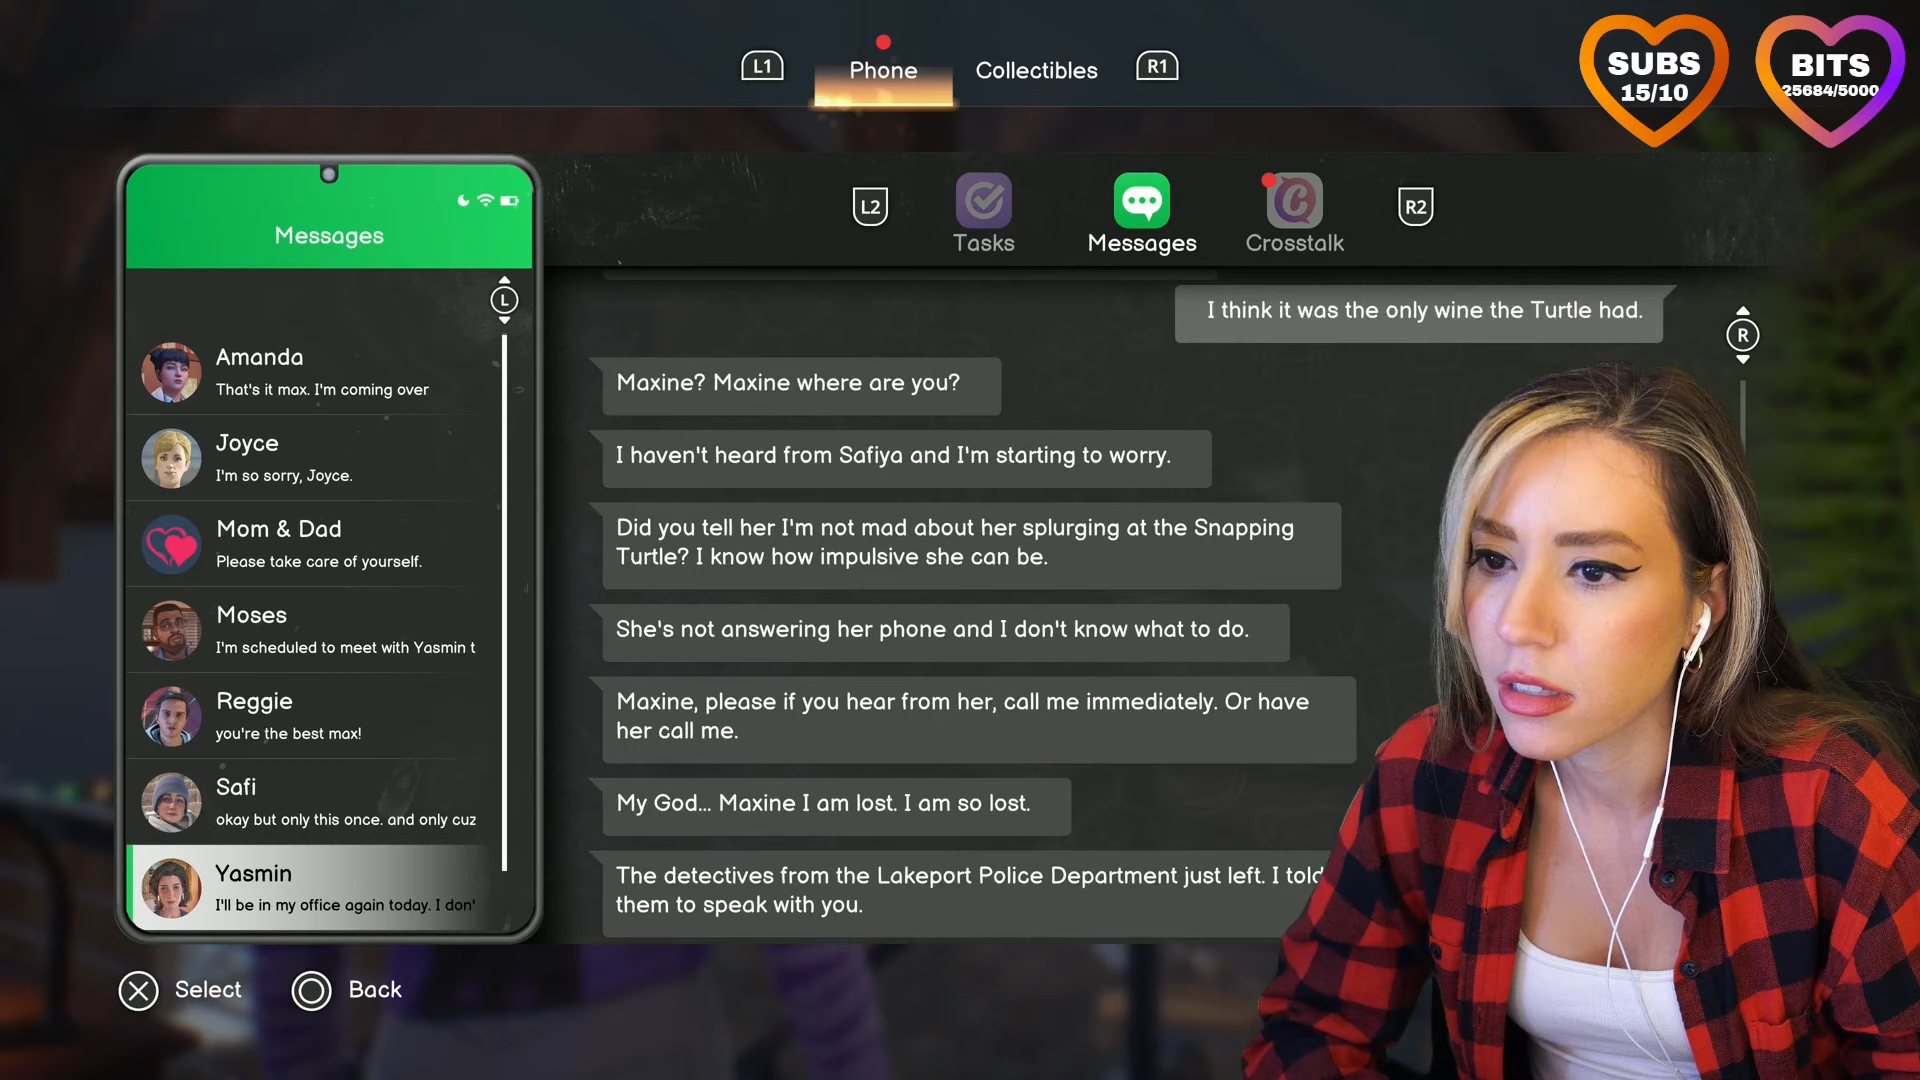 L1
Phone
Collectibles
R1
SUBS
15/10
BITS
25684/5000
Messages
L2
Tasks
Messages
Crosstalk
R2
L
R
Amanda
That's it max. I'm coming over
Joyce
I'm so sorry, Joyce.
Mom & Dad
Please take care of yourself.
Moses
I'm scheduled to meet with Yasmin t
Reggie
you're the best max!
Safi
okay but only this once. and only cuz
Yasmin
I'll be in my office again today. I don'
I think it was the only wine the Turtle had.
Maxine? Maxine where are you?
I haven't heard from Safiya and I'm starting to worry.
Did you tell her I'm not mad about her splurging at the Snapping
Turtle? I know how impulsive she can be.
She's not answering her phone and I don't know what to do.
Maxine, please if you hear from her, call me immediately. Or have
her call me.
My God... Maxine I am lost. I am so lost.
The detectives from the Lakeport Police Department just left. I told
them to speak with you.
Select
Back